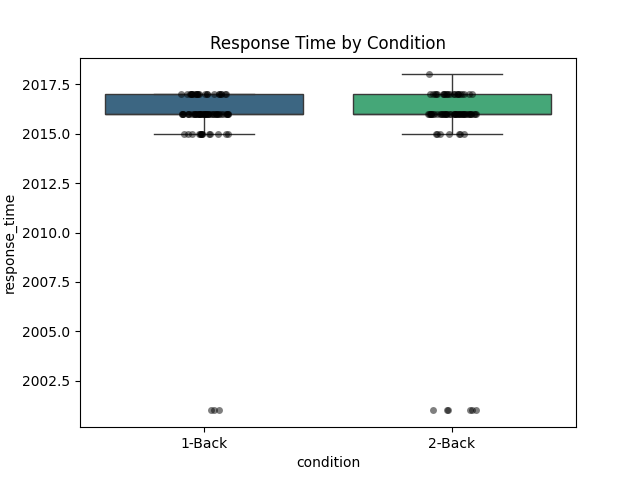 Response Time by Condition
response_time
2017.5
2015.0
2012.5
2010.0
2007.5
2005.0
2002.5
1-Back
2-Back
condition